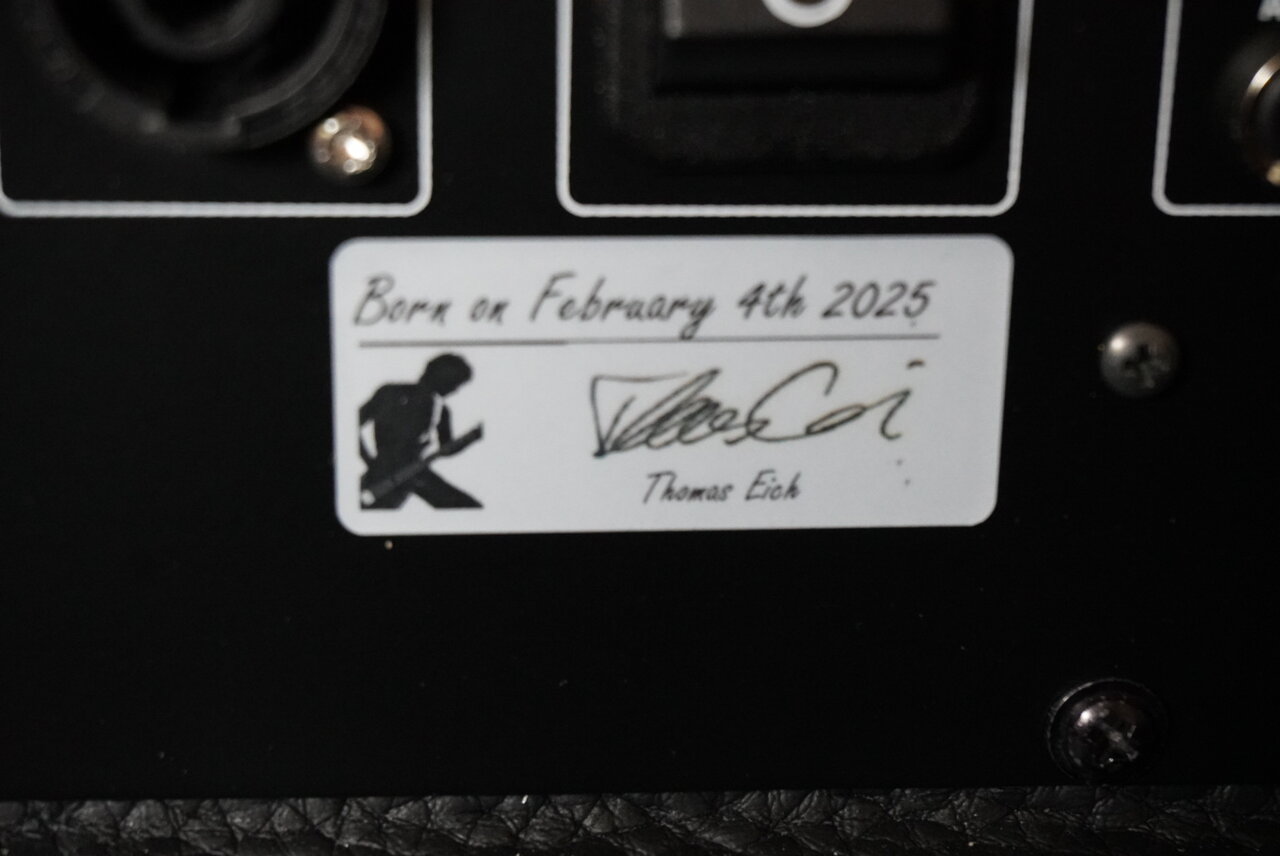 Born on February 4th 2025
Thomas Eich